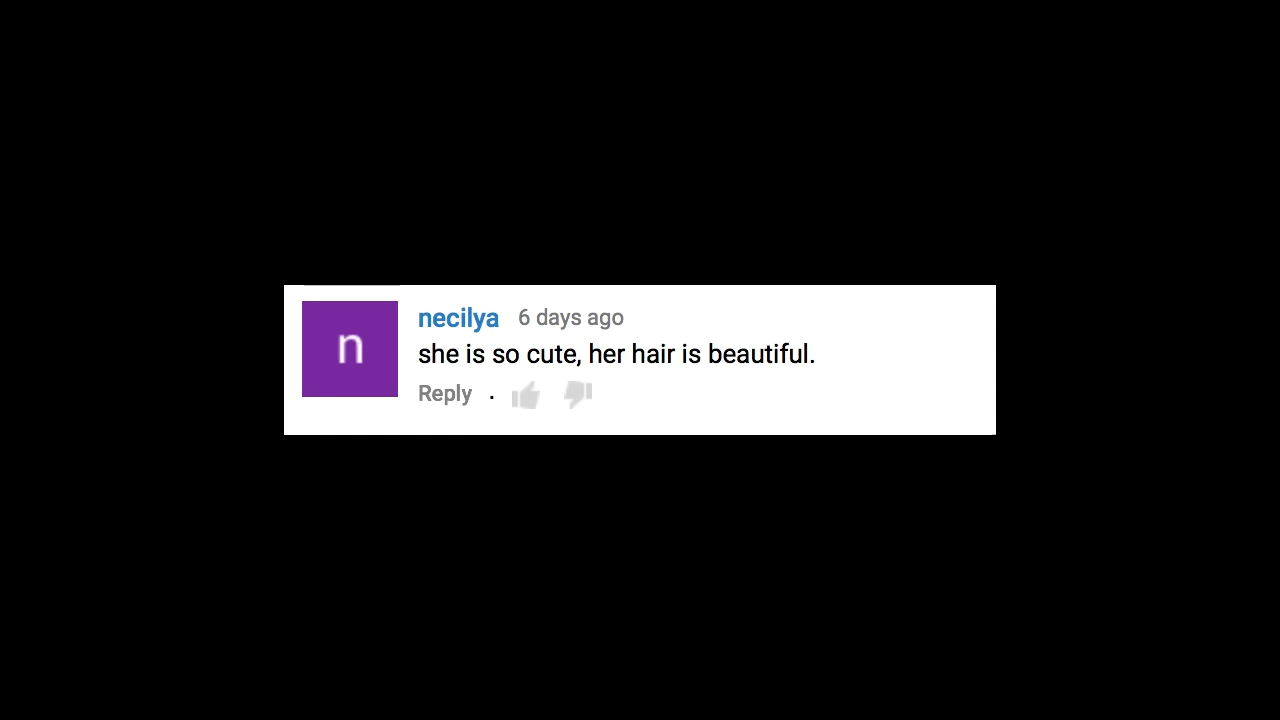 n
necilya 6 days ago
she is so cute, her hair is beautiful.
Reply .